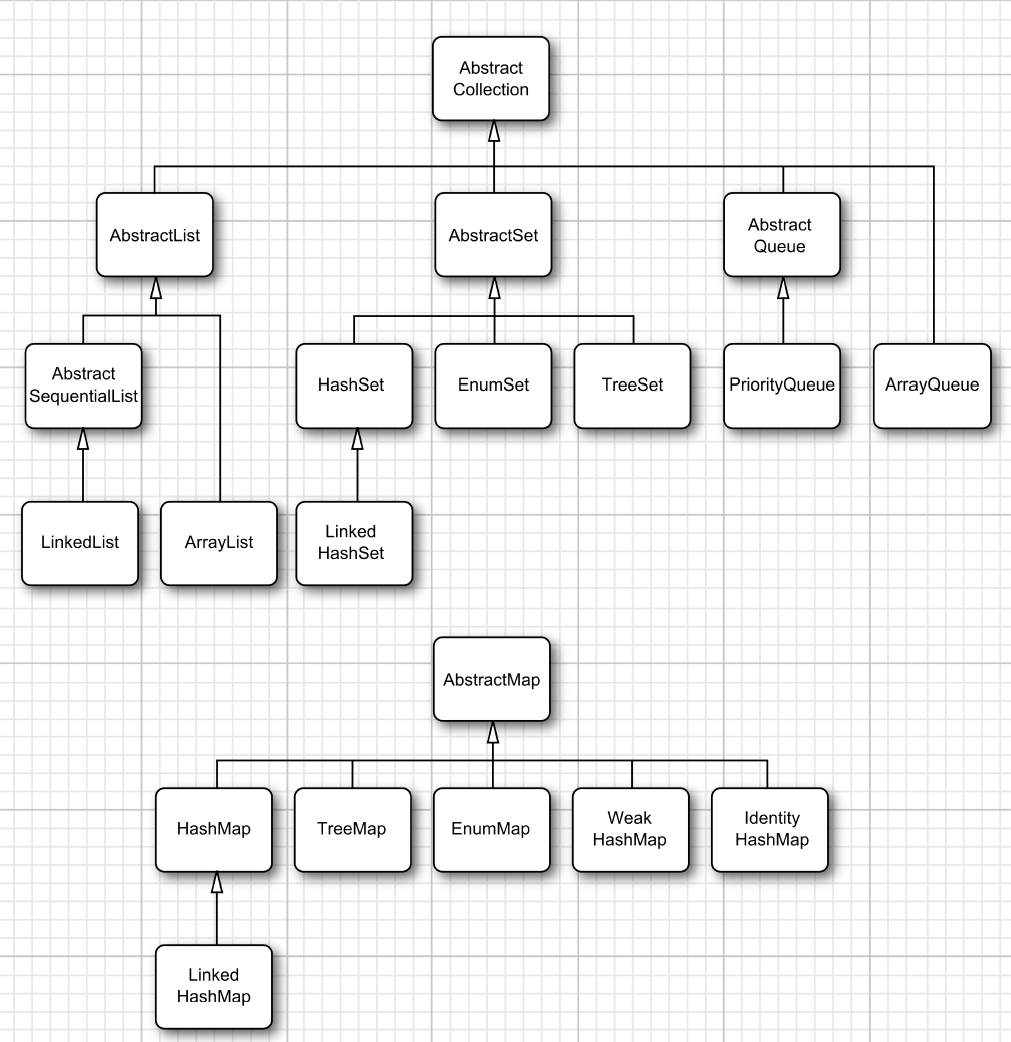 Abstract
Collection
AbstractList
AbstractSet
Abstract
Queue
Abstract
SequentialList
HashSet
EnumSet
TreeSet
PriorityQueue
ArrayQueue
LinkedList
ArrayList
Linked
HashSet
AbstractMap
HashMap
TreeMap
EnumMap
Weak
HashMap
Identity
HashMap
Linked
HashMap